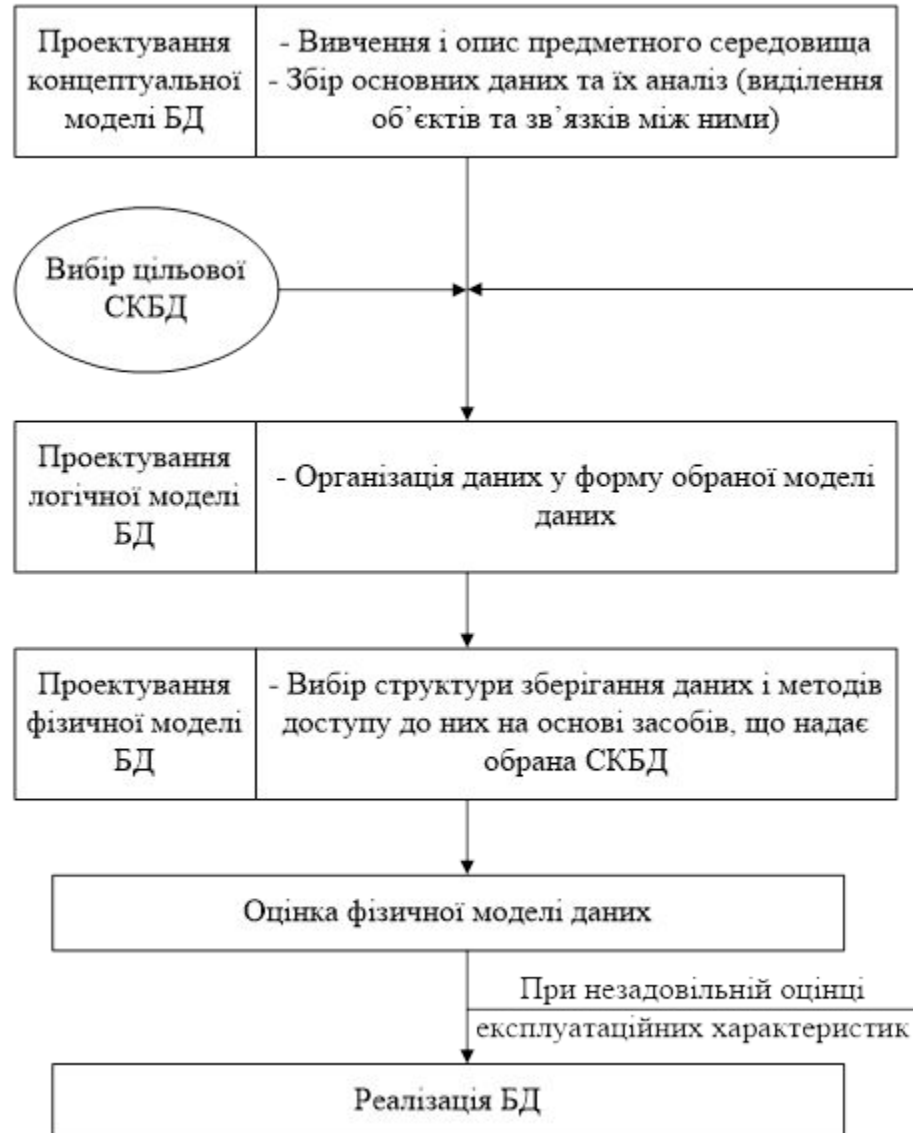 Проектування
концептуальної
моделі БД
- Вивчення і опис предметного середовища
- Збір основних даних та їх аналіз (виділення
об’єктів та зв’язків між ними)
Вибір цільової
СКБД
Проектування
логічної моделі
БД
- Організація даних у форму обраної моделі
даних
Проектування
фізичної моделі
БД
- Вибір структури зберігання даних і методів
доступу до них на основі засобів, що надає
обрана СКБД
Оцінка фізичної моделі даних
При незадовільній оцінці
експлуатаційних характеристик
Реалізація БД